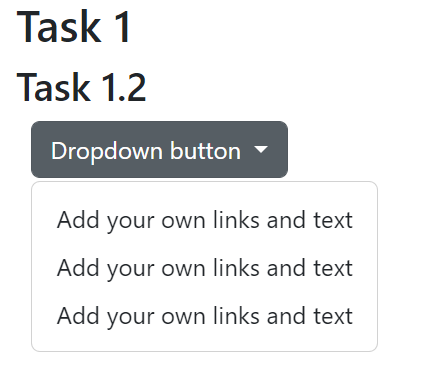 Task 1
Task 1.2
Dropdown button
Add your own links and text
Add your own links and text
Add your own links and text